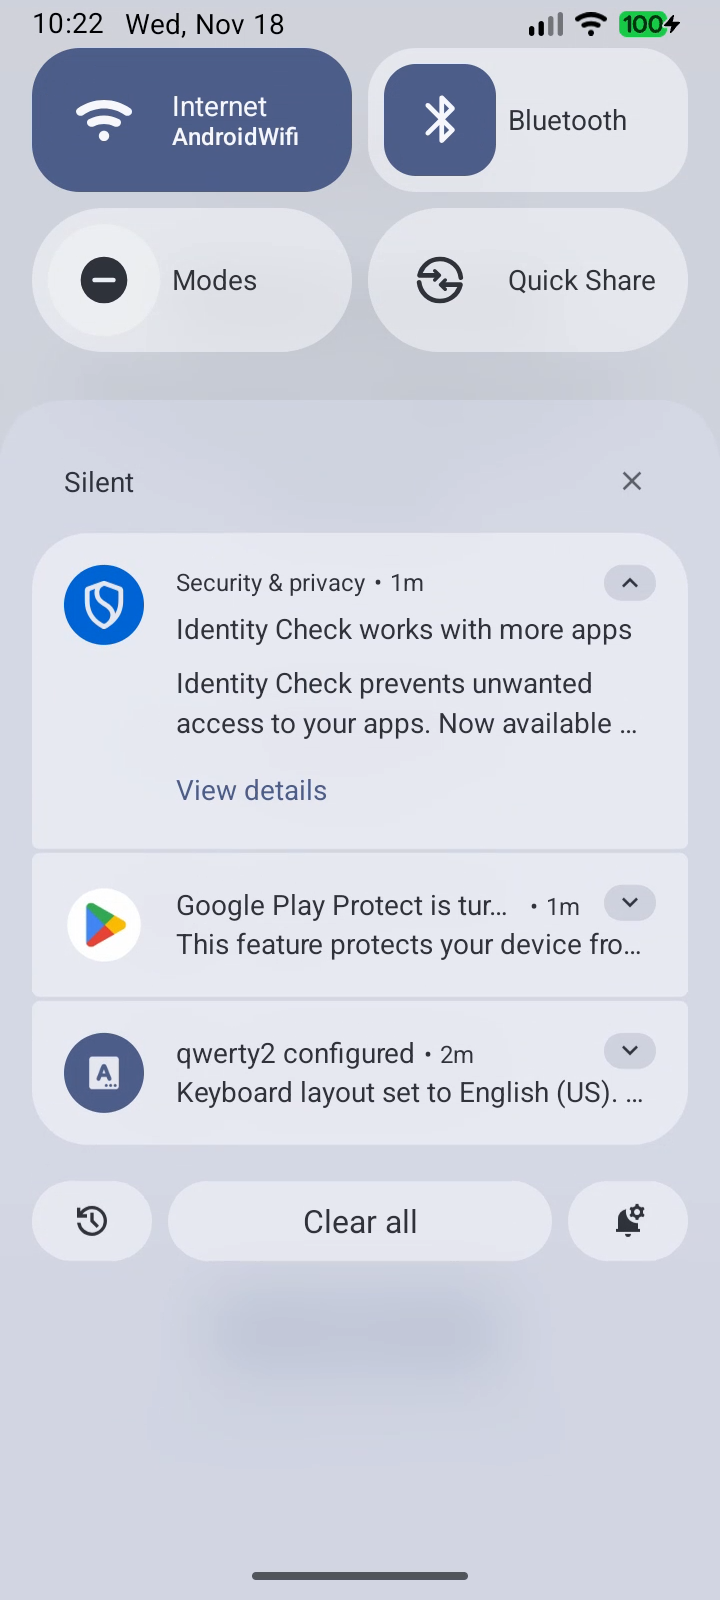 10:22 Wed, Nov 18 100
Internet
AndroidWifi
Bluetooth
Modes
Quick Share
Silent
Security & privacy • 1m
Identity Check works with more apps
Identity Check prevents unwanted
access to your apps. Now available …
View details
Google Play Protect is tur… • 1m
This feature protects your device fro…
qwerty2 configured • 2m
Keyboard layout set to English (US). …
Clear all